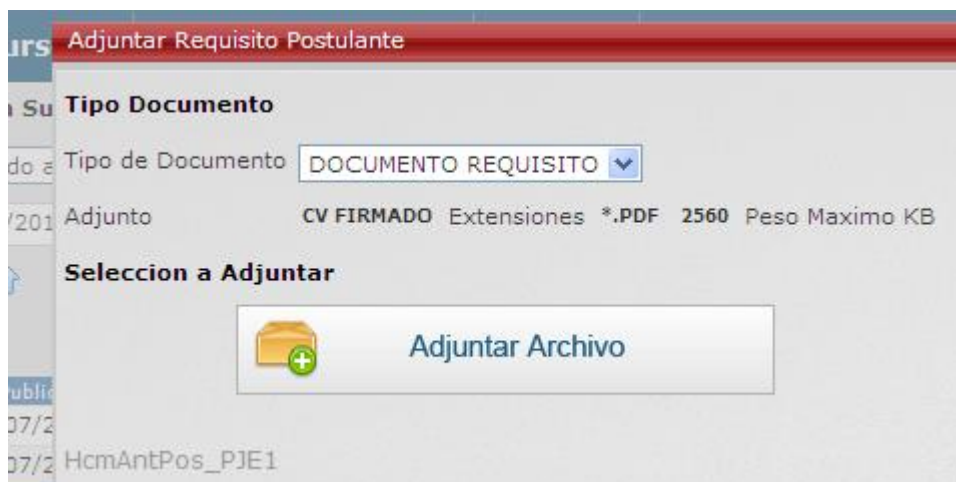 Adjuntar Requisito Postulante
Tipo Documento
Tipo de Documento DOCUMENTO REQUISITO
Adjunto CV FIRMADO Extensiones *.PDF 2560 Peso Maximo KB
Seleccion a Adjuntar
Adjuntar Archivo
HcmAntPos_PJE1